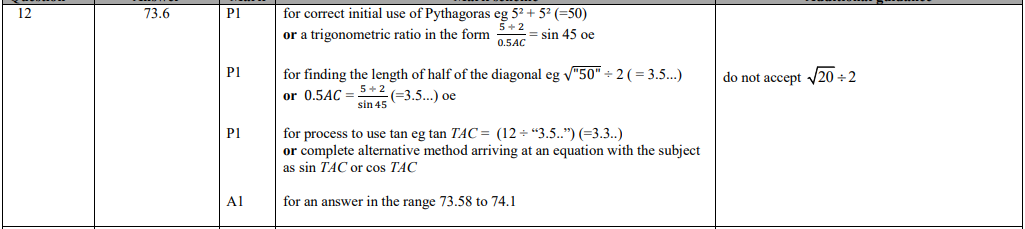 12 73.6 P1 for correct initial use of Pythagoras eg 5² + 5² (=50)
or a trigonometric ratio in the form (5 ÷ 2)/(0.5AC) = sin 45 oe
P1 for finding the length of half of the diagonal eg √"50" ÷ 2 ( = 3.5...) do not accept √20 ÷ 2
or 0.5AC = (5 ÷ 2)/(sin 45) (=3.5...) oe
P1 for process to use tan eg tan TAC = (12 ÷ “3.5..”) (=3.3..)
or complete alternative method arriving at an equation with the subject
as sin TAC or cos TAC
A1 for an answer in the range 73.58 to 74.1